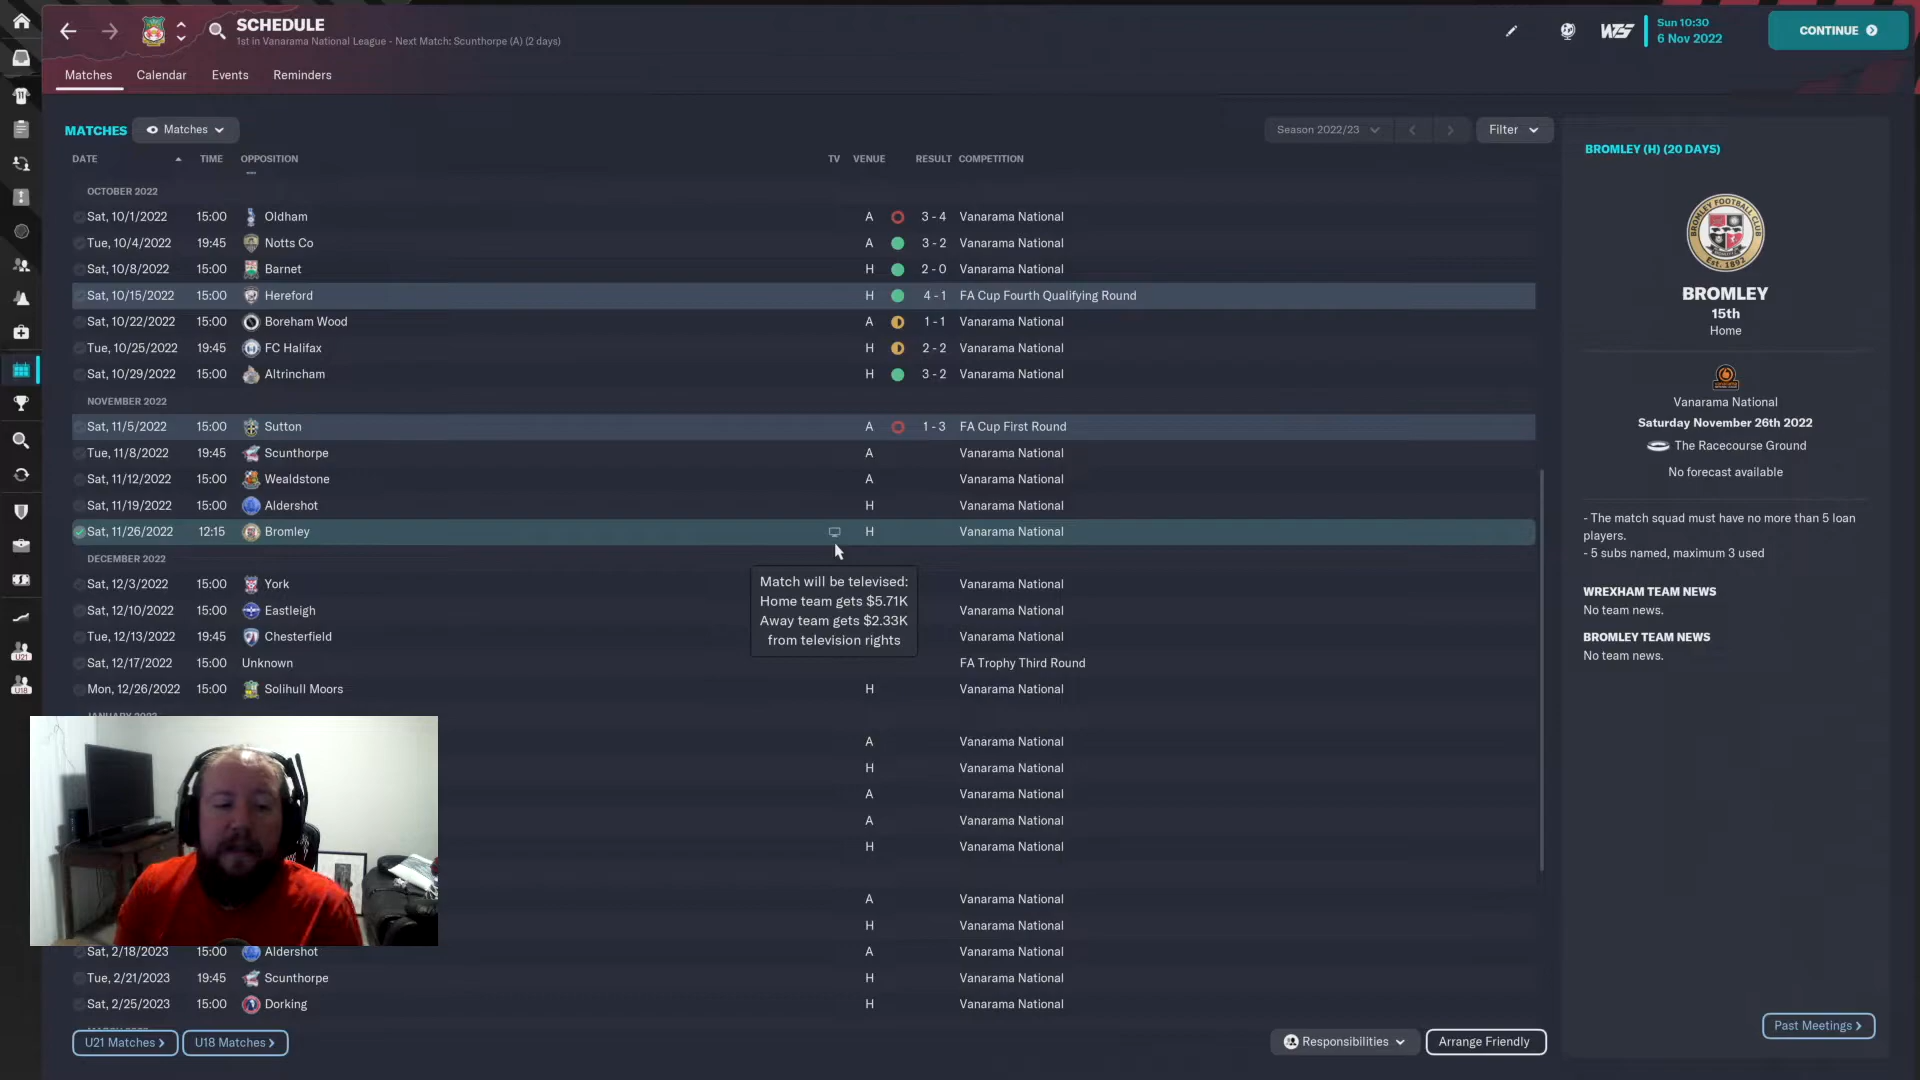 SCHEDULE
1st in Vanarama National League - Next Match: Scunthorpe (A) (2 days)
Sun 10:30
6 Nov 2022
CONTINUE
Matches Calendar Events Reminders
MATCHES Matches Season 2022/23 Filter
DATE TIME OPPOSITION TV VENUE RESULT COMPETITION
OCTOBER 2022
Sat, 10/1/2022 15:00 Oldham A 3 - 4 Vanarama National
Tue, 10/4/2022 19:45 Notts Co A 3 - 2 Vanarama National
Sat, 10/8/2022 15:00 Barnet H 2 - 0 Vanarama National
Sat, 10/15/2022 15:00 Hereford H 4 - 1 FA Cup Fourth Qualifying Round
Sat, 10/22/2022 15:00 Boreham Wood A 1 - 1 Vanarama National
Tue, 10/25/2022 19:45 FC Halifax H 2 - 2 Vanarama National
Sat, 10/29/2022 15:00 Altrincham H 3 - 2 Vanarama National
NOVEMBER 2022
Sat, 11/5/2022 15:00 Sutton A 1 - 3 FA Cup First Round
Tue, 11/8/2022 19:45 Scunthorpe A Vanarama National
Sat, 11/12/2022 15:00 Wealdstone A Vanarama National
Sat, 11/19/2022 15:00 Aldershot H Vanarama National
Sat, 11/26/2022 12:15 Bromley H Vanarama National
DECEMBER 2022
Sat, 12/3/2022 15:00 York Vanarama National
Sat, 12/10/2022 15:00 Eastleigh Vanarama National
Tue, 12/13/2022 19:45 Chesterfield Vanarama National
Sat, 12/17/2022 15:00 Unknown FA Trophy Third Round
Mon, 12/26/2022 15:00 Solihull Moors H Vanarama National
Match will be televised:
Home team gets $5.71K
Away team gets $2.33K
from television rights
A Vanarama National
H Vanarama National
A Vanarama National
A Vanarama National
H Vanarama National
A Vanarama National
H Vanarama National
Sat, 2/18/2023 15:00 Aldershot A Vanarama National
Tue, 2/21/2023 19:45 Scunthorpe H Vanarama National
Sat, 2/25/2023 15:00 Dorking H Vanarama National
U21 Matches U18 Matches Responsibilities Arrange Friendly
BROMLEY (H) (20 DAYS)
BROMLEY FOOTBALL CLUB
Est. 1892
BROMLEY
15th
Home
Vanarama National
Saturday November 26th 2022
The Racecourse Ground
No forecast available
- The match squad must have no more than 5 loan
players.
- 5 subs named, maximum 3 used
WREXHAM TEAM NEWS
No team news.
BROMLEY TEAM NEWS
No team news.
Past Meetings
U21
U18